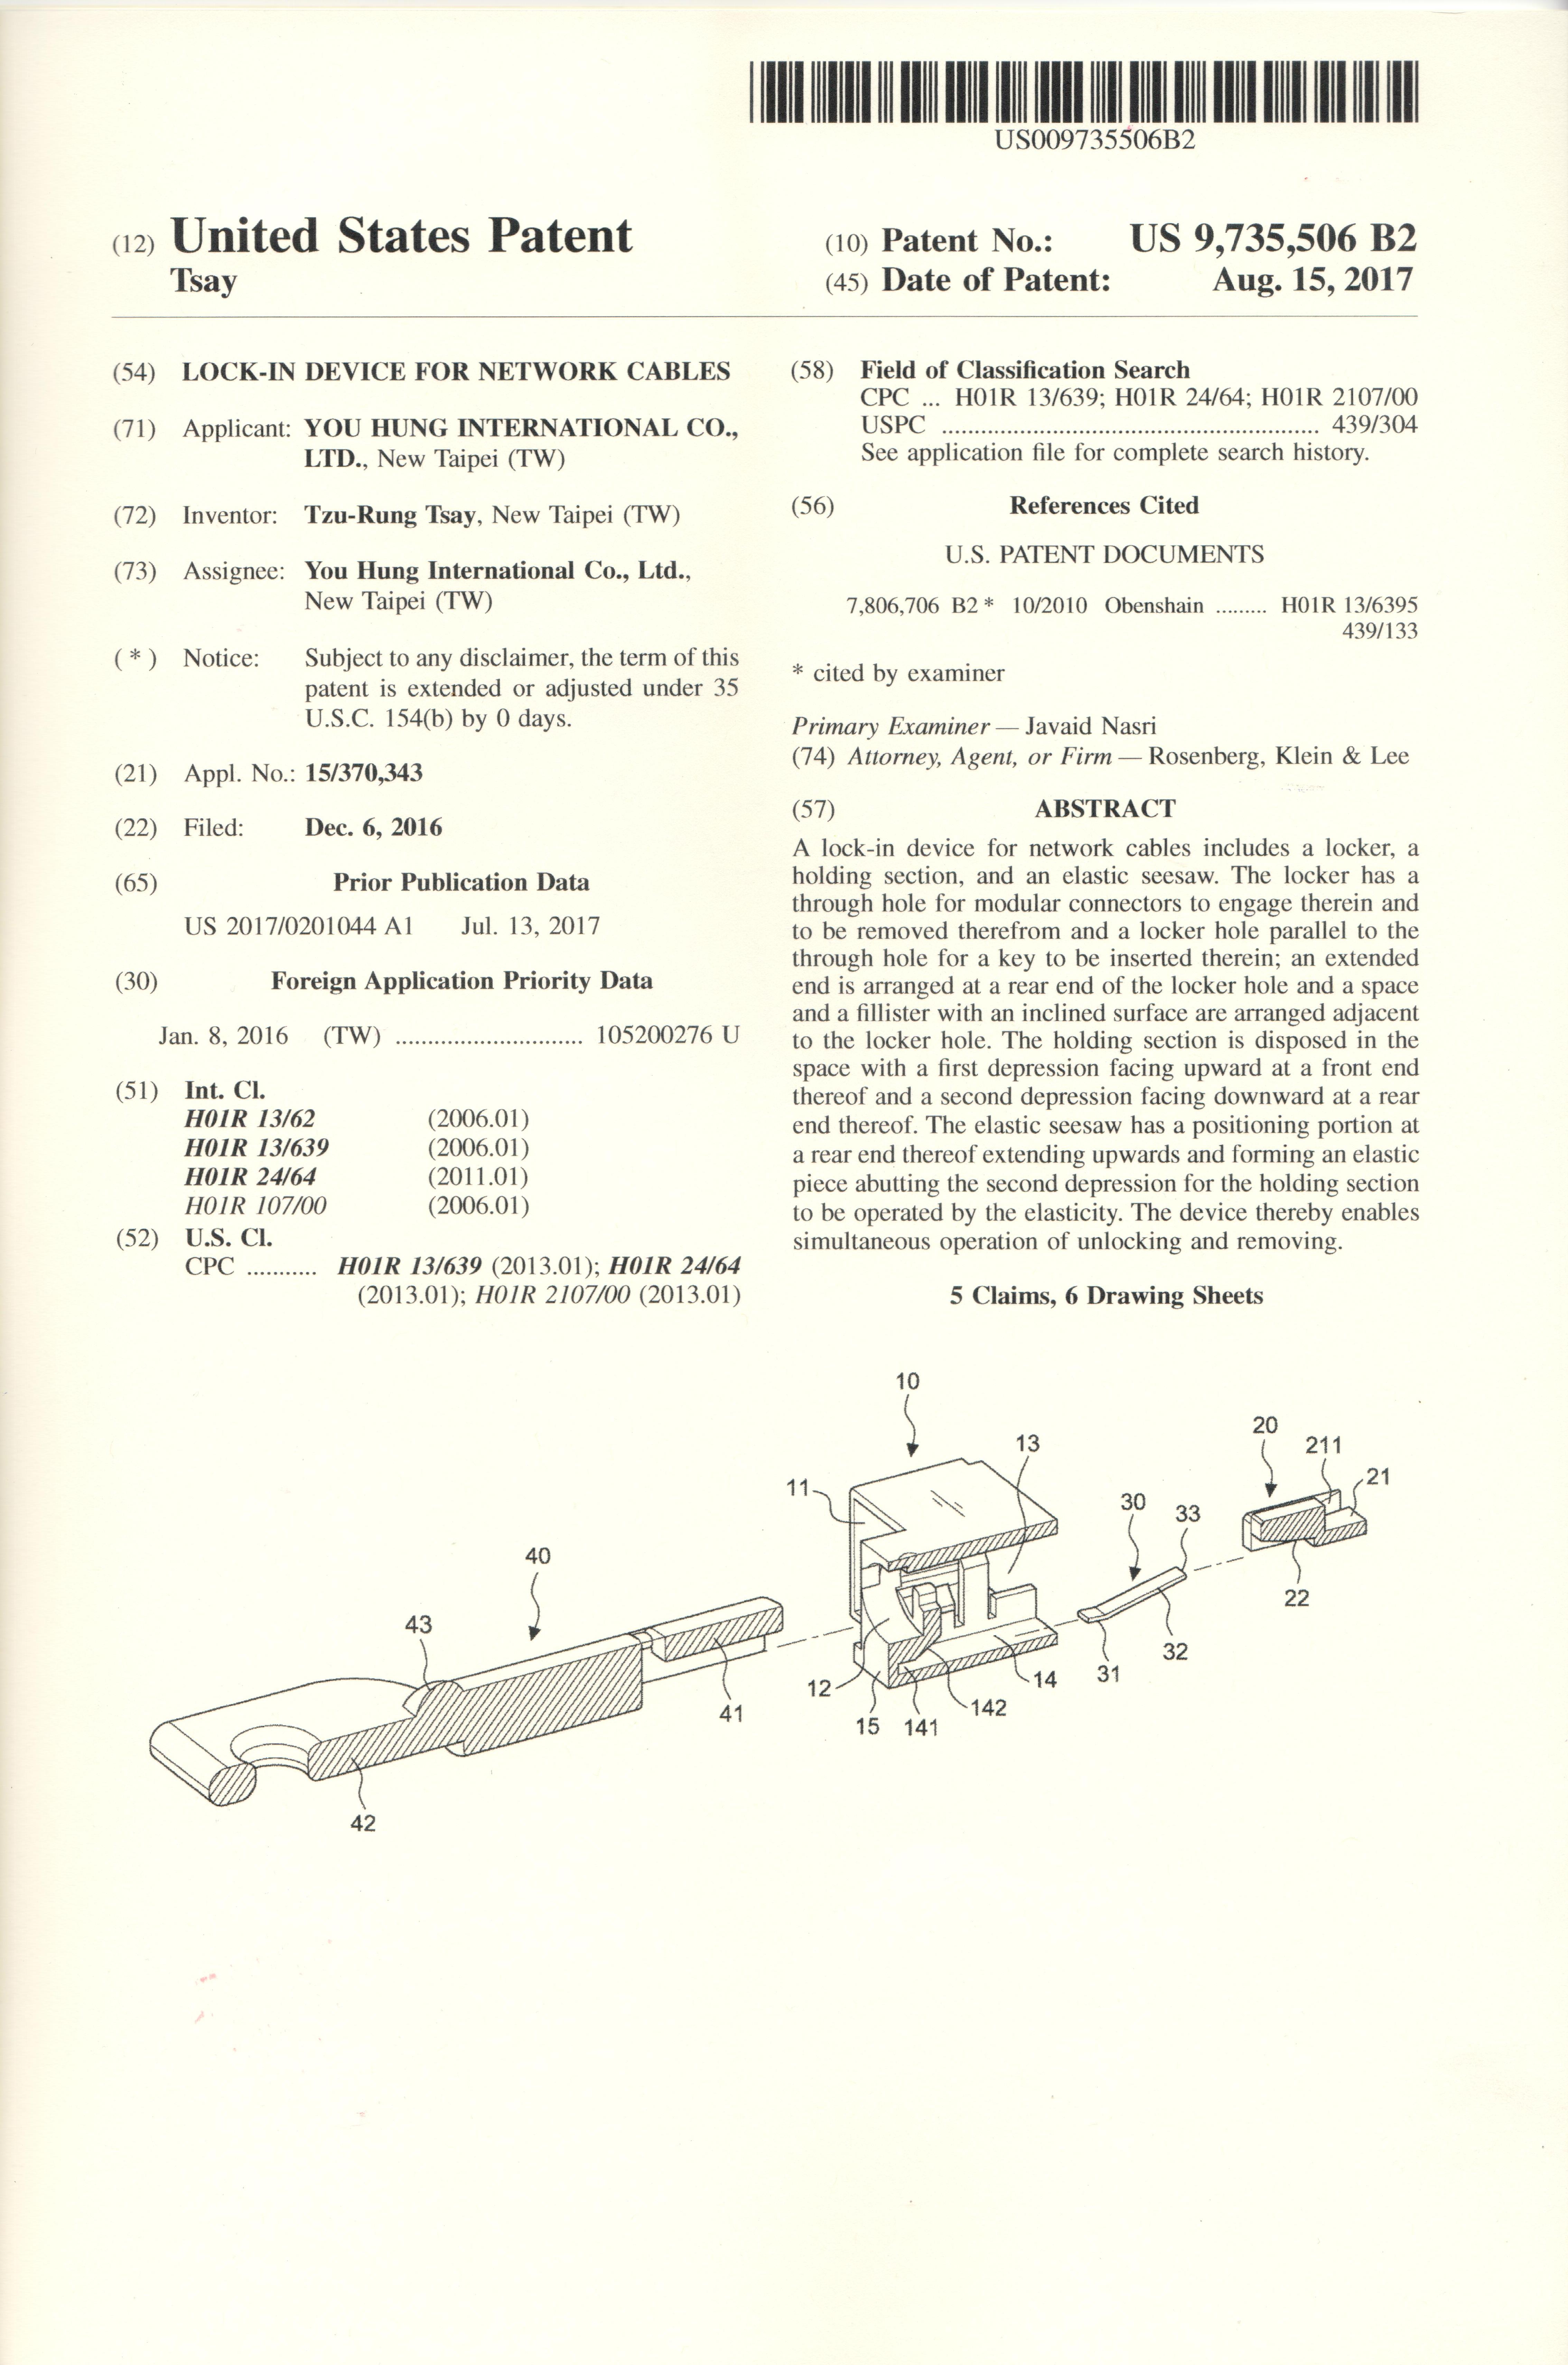 US009735506B2
(12) United States Patent
Tsay
(10) Patent No.: US 9,735,506 B2
(45) Date of Patent: Aug. 15, 2017
(54) LOCK-IN DEVICE FOR NETWORK CABLES
(71) Applicant: YOU HUNG INTERNATIONAL CO.,
LTD., New Taipei (TW)
(72) Inventor: Tzu-Rung Tsay, New Taipei (TW)
(73) Assignee: You Hung International Co., Ltd.,
New Taipei (TW)
( * ) Notice: Subject to any disclaimer, the term of this
patent is extended or adjusted under 35
U.S.C. 154(b) by 0 days.
(21) Appl. No.: 15/370,343
(22) Filed: Dec. 6, 2016
(65) Prior Publication Data
US 2017/0201044 A1 Jul. 13, 2017
(30) Foreign Application Priority Data
Jan. 8, 2016 (TW) ............................. 105200276 U
(51) Int. Cl.
H01R 13/62 (2006.01)
H01R 13/639 (2006.01)
H01R 24/64 (2011.01)
H01R 107/00 (2006.01)
(52) U.S. Cl.
CPC ........... H01R 13/639 (2013.01); H01R 24/64
(2013.01); H01R 2107/00 (2013.01)
(58) Field of Classification Search
CPC ... H01R 13/639; H01R 24/64; H01R 2107/00
USPC .......................................................... 439/304
See application file for complete search history.
(56) References Cited
U.S. PATENT DOCUMENTS
7,806,706 B2 * 10/2010 Obenshain ......... H01R 13/6395
439/133
* cited by examiner
Primary Examiner — Javaid Nasri
(74) Attorney, Agent, or Firm — Rosenberg, Klein & Lee
(57) ABSTRACT
A lock-in device for network cables includes a locker, a
holding section, and an elastic seesaw. The locker has a
through hole for modular connectors to engage therein and
to be removed therefrom and a locker hole parallel to the
through hole for a key to be inserted therein; an extended
end is arranged at a rear end of the locker hole and a space
and a fillister with an inclined surface are arranged adjacent
to the locker hole. The holding section is disposed in the
space with a first depression facing upward at a front end
thereof and a second depression facing downward at a rear
end thereof. The elastic seesaw has a positioning portion at
a rear end thereof extending upwards and forming an elastic
piece abutting the second depression for the holding section
to be operated by the elasticity. The device thereby enables
simultaneous operation of unlocking and removing.
5 Claims, 6 Drawing Sheets
10
13
20
211
21
11
30
33
40
43
22
32
31
12
14
142
41
15
141
42